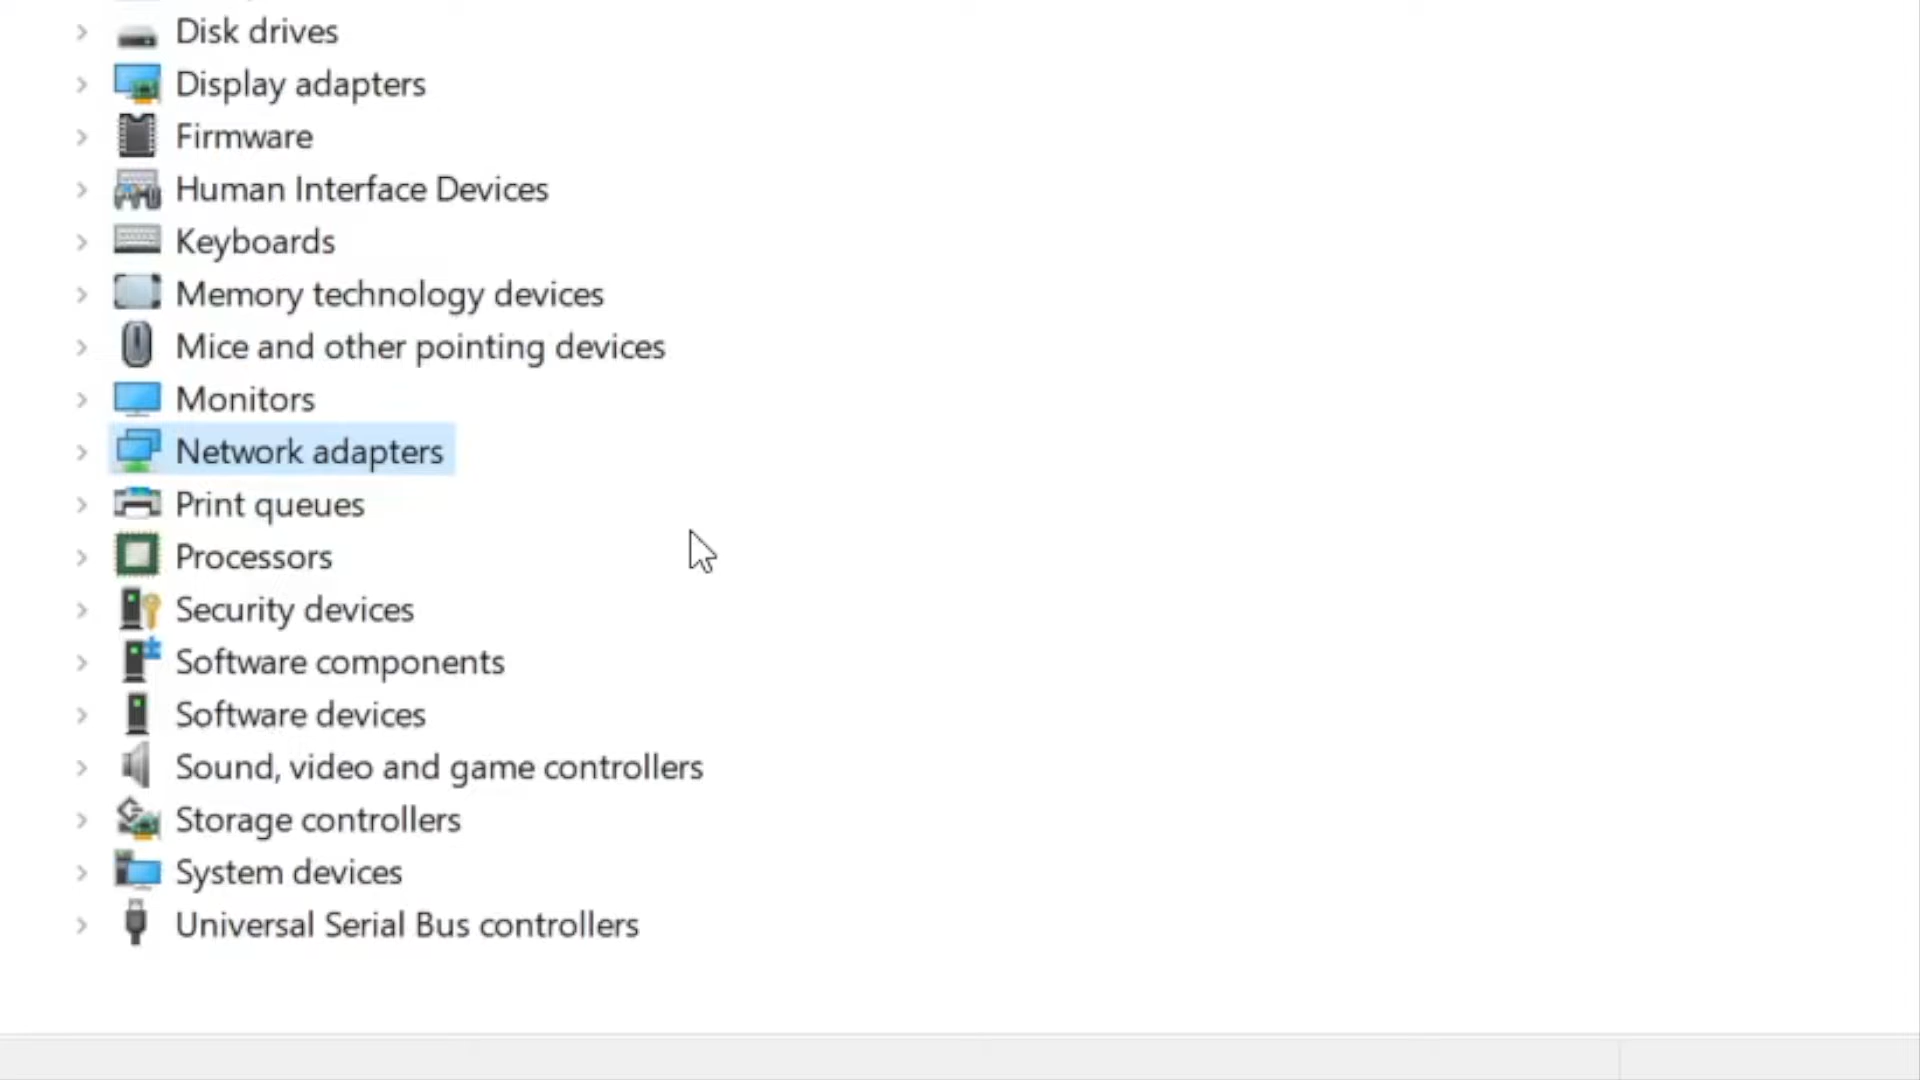 Disk drives
Display adapters
Firmware
Human Interface Devices
Keyboards
Memory technology devices
Mice and other pointing devices
Monitors
Network adapters
Print queues
Processors
Security devices
Software components
Software devices
Sound, video and game controllers
Storage controllers
System devices
Universal Serial Bus controllers